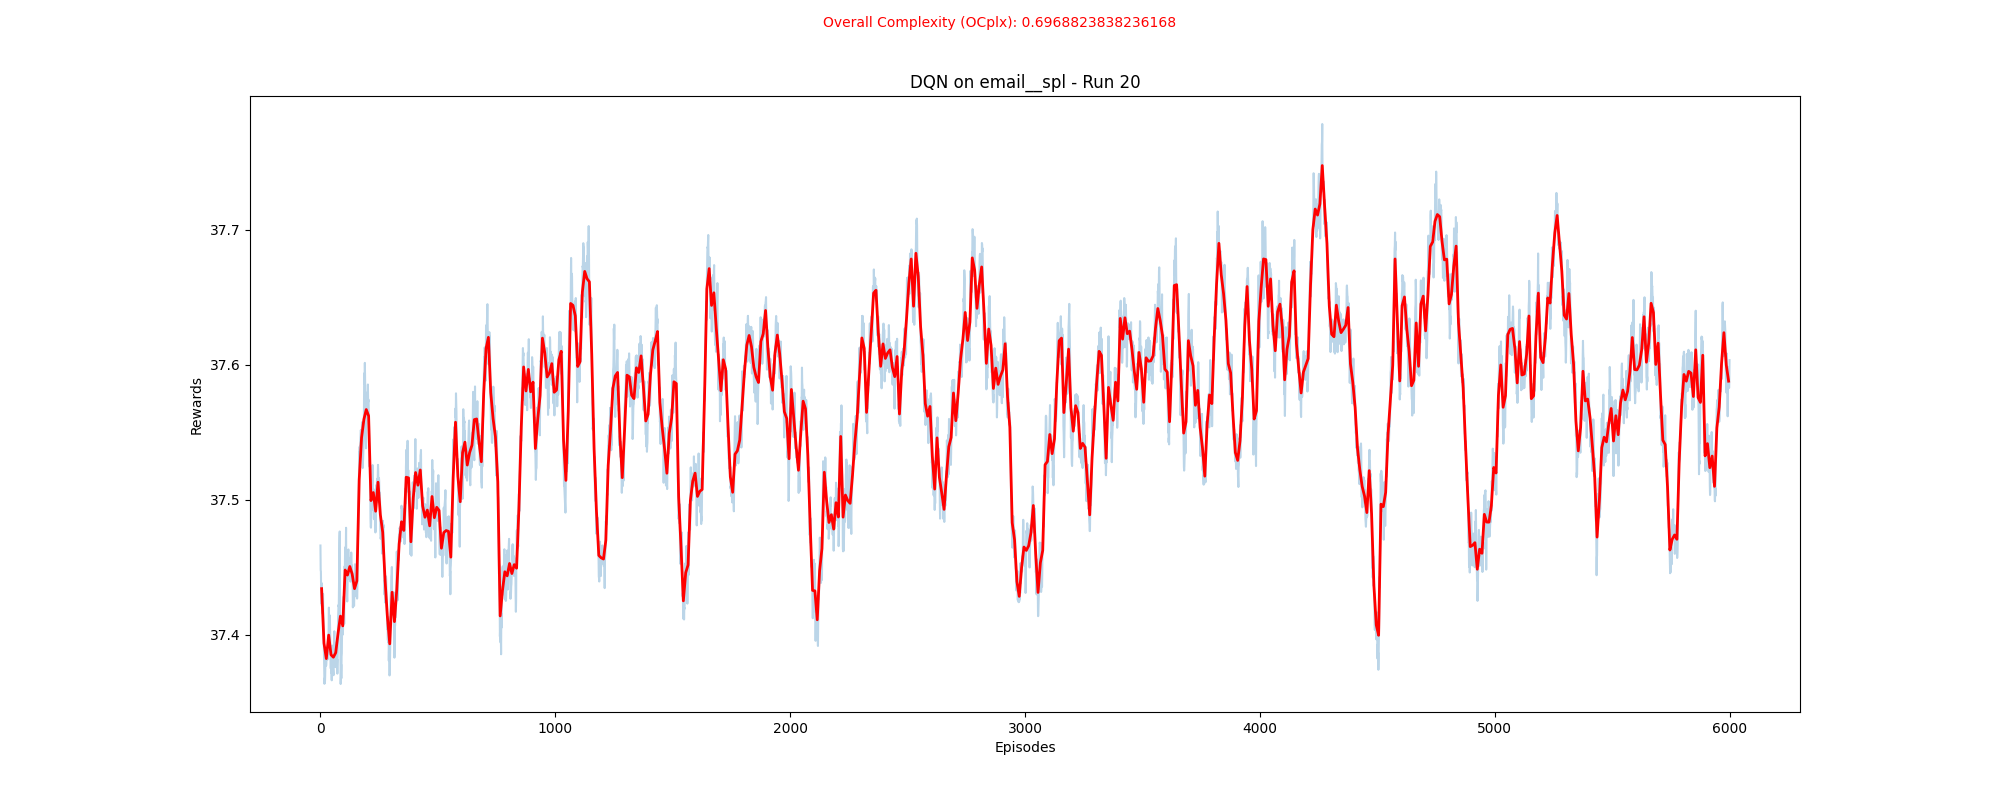 Overall Complexity (OCplx): 0.6968823838236168
DQN on email__spl - Run 20
Rewards
37.7
37.6
37.5
37.4
0 1000 2000 3000 4000 5000 6000
Episodes